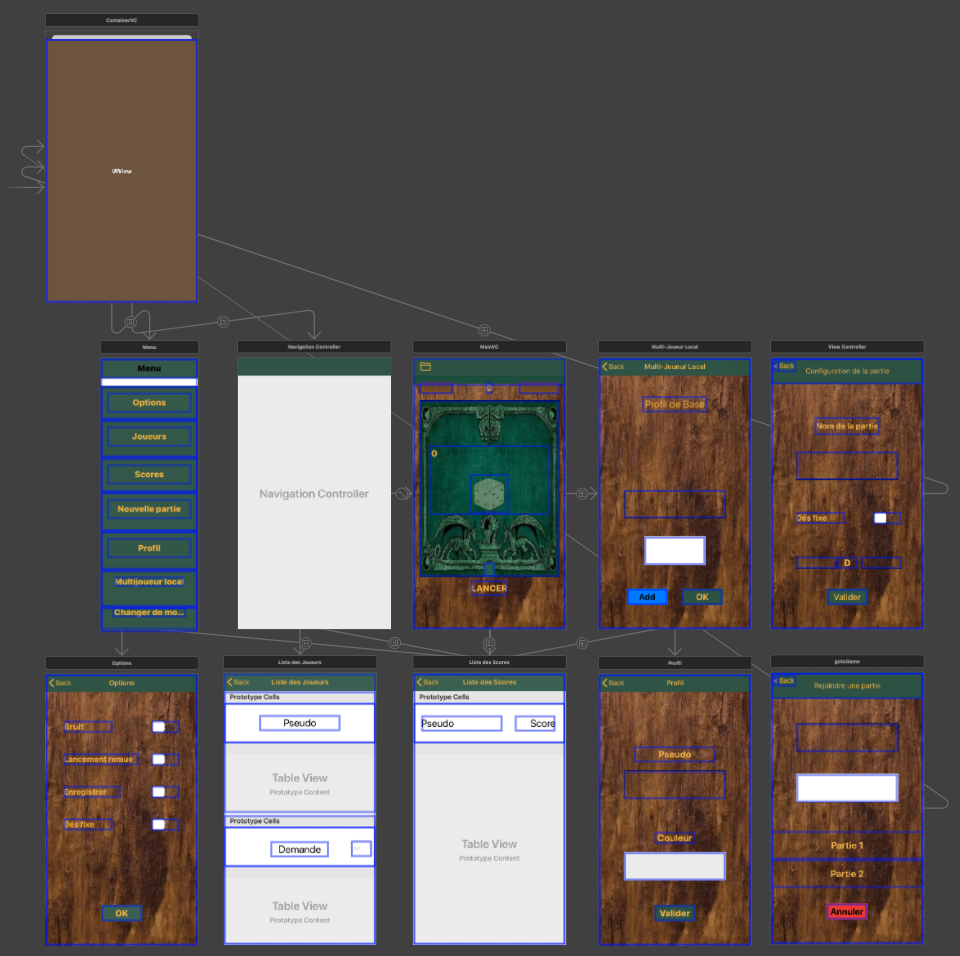 ContainerVC
UIView
Menu
Navigation Controller
MainVC
Multi-Joueur Local
View Controller
Menu
Options
Joueurs
Scores
Nouvelle partie
Profil
Multijoueur local
Changer de mo...
Navigation Controller
0
LANCER
Back
Multi-Joueur Local
Profil de Base
Add
OK
< Back
Configuration de la partie
Nom de la partie
Dés fixe
D
Valider
Options
Liste des Joueurs
Liste des Scores
Profil
gotoGame
Back
Options
Bruit
Lancement remue
Enregistrer
Dés fixe
OK
Back
Liste des Joueurs
Prototype Cells
Pseudo
Table View
Prototype Content
Prototype Cells
Demande
Table View
Prototype Content
Back
Liste des Scores
Prototype Cells
Pseudo
Score
Table View
Prototype Content
Back
Profil
Pseudo
Couleur
Valider
< Back
Rejoindre une partie
Partie 1
Partie 2
Annuler